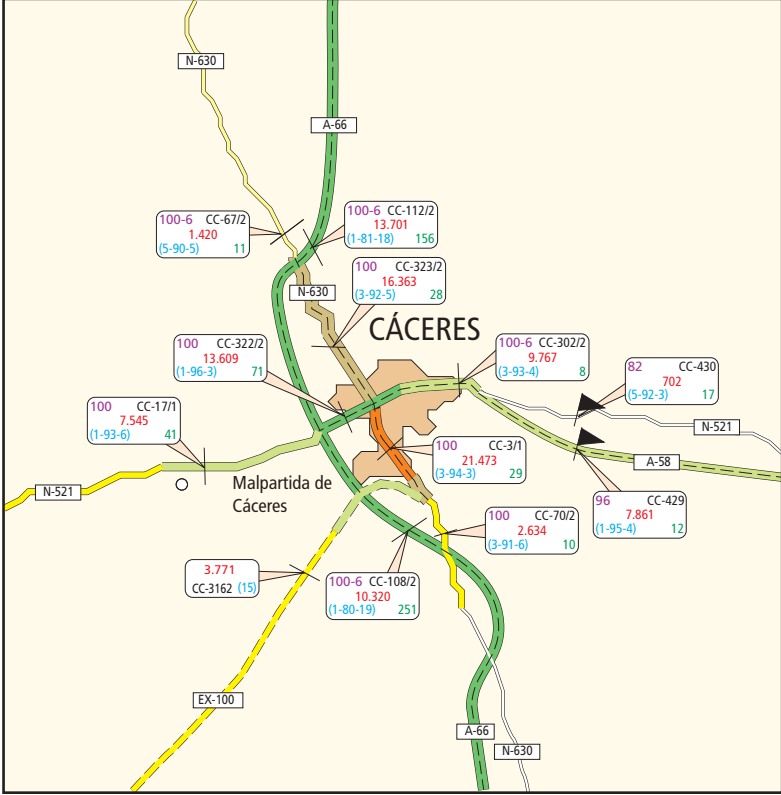 N-630
A-66
100-6 CC-67/2
1.420
(5-90-5) 11
100-6 CC-112/2
13.701
(1-81-18) 156
100 CC-323/2
16.363
(3-92-5) 28
N-630
CÁCERES
100 CC-322/2
13.609
(1-96-3) 71
100-6 CC-302/2
9.767
(3-93-4) 8
82 CC-430
702
(5-92-3) 17
100 CC-17/1
7.545
(1-93-6) 41
N-521
100 CC-3/1
21.473
(3-94-3) 29
A-58
N-521
Malpartida de
Cáceres
96 CC-429
7.861
(1-95-4) 12
100 CC-70/2
2.634
(3-91-6) 10
3.771
CC-3162 (15)
100-6 CC-108/2
10.320
(1-80-19) 251
EX-100
A-66
N-630